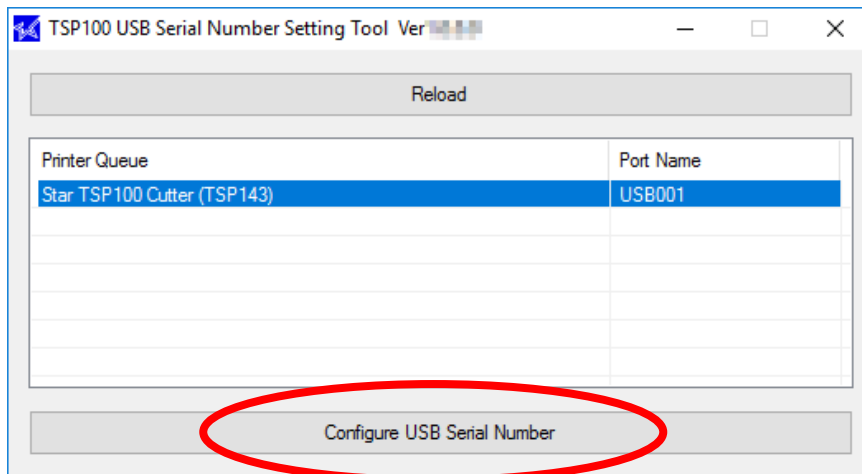 TSP100 USB Serial Number Setting Tool Ver
Reload
Printer Queue Port Name
Star TSP100 Cutter (TSP143) USB001
Configure USB Serial Number